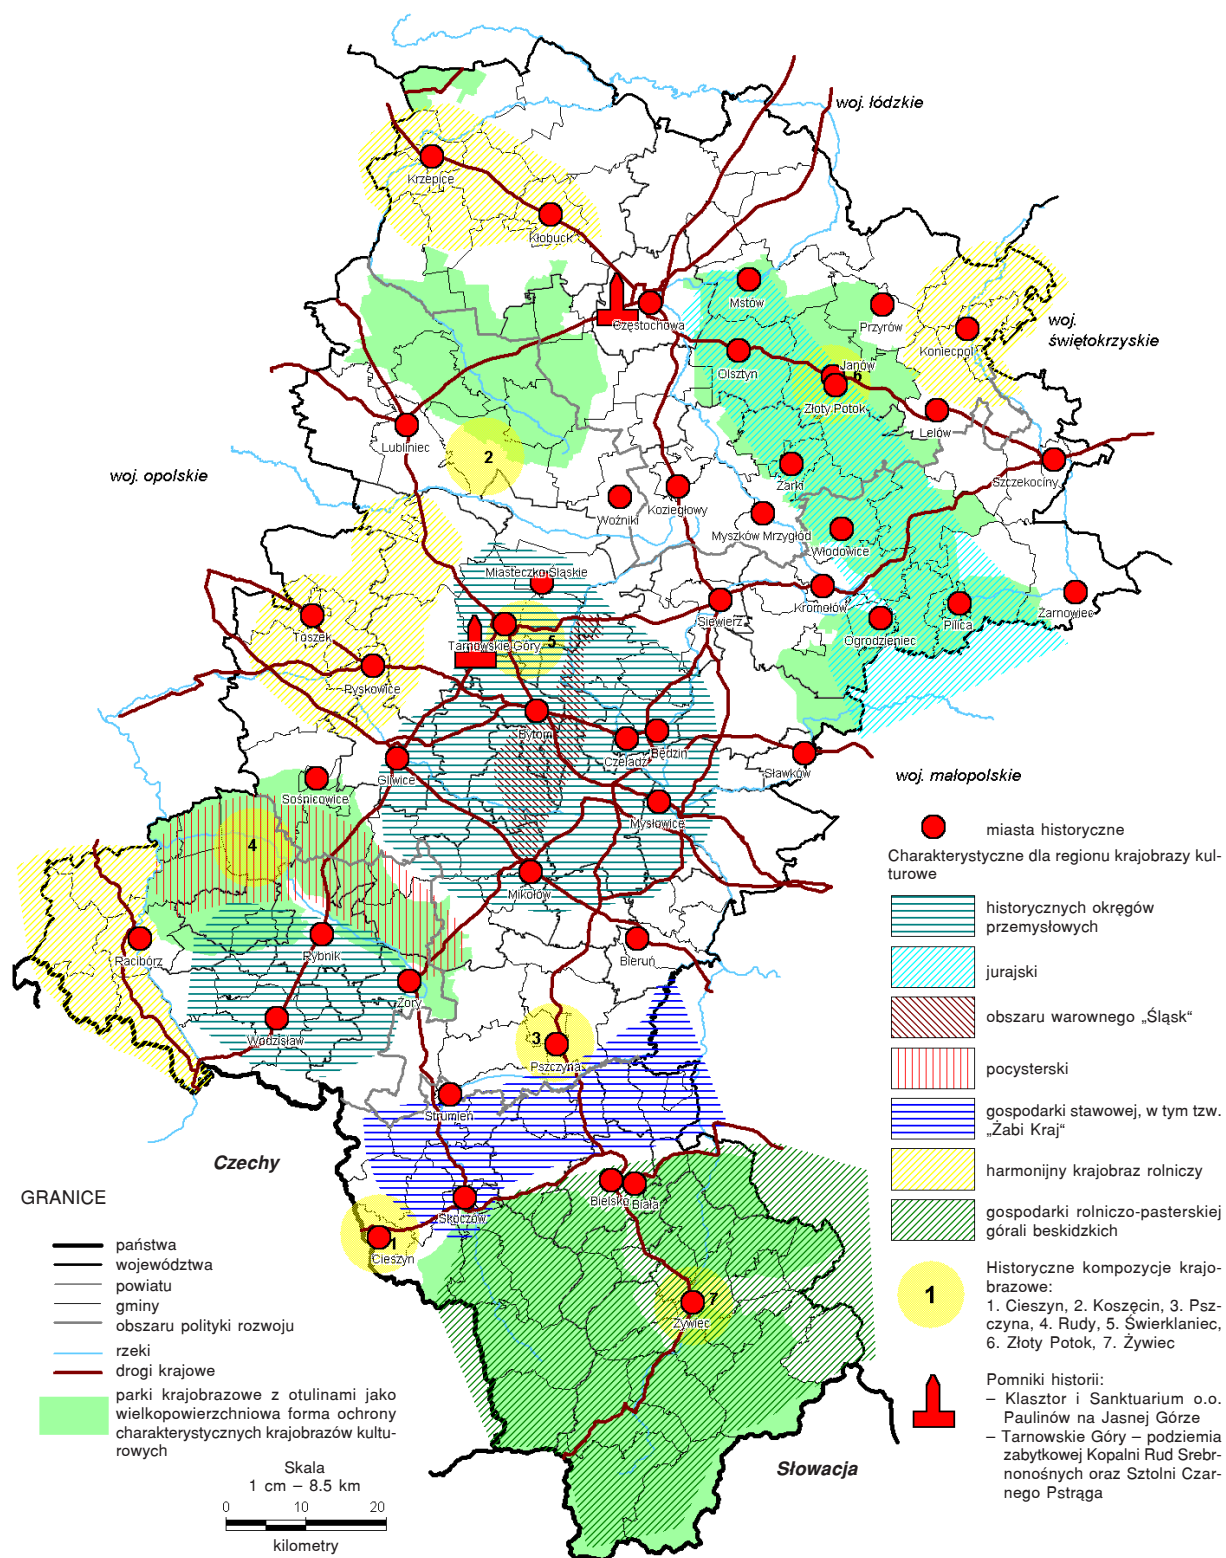 woj. łódzkie
Krzepice
Kłobuck
Mstów
Przyrów
Częstochowa
woj.
świętokrzyskie
Koniecpol
Olsztyn
Janów
6
Złoty Potok
Lelów
Lubliniec
2
woj. opolskie
Żarki
Szczekociny
Woźniki
Koziegłowy
Myszków Mrzygłód
Włodowice
Miasteczko Śląskie
Siewierz
Kromołów
Ogrodzieniec
Pilica
Żarnowiec
Toszek
Tarnowskie Góry
5
Pyskowice
Bytom
Czeladź
Będzin
Gliwice
Sławków
Sośnicowice
Mysłowice
4
Mikołów
Racibórz
Rybnik
Bieruń
Żory
Wodzisław
3
Pszczyna
Strumień
Czechy
Bielsko
Biała
Skoczów
1
Cieszyn
7
Żywiec
Słowacja
woj. małopolskie
miasta historyczne
Charakterystyczne dla regionu krajobrazy kul-
turowe
historycznych okręgów
przemysłowych
jurajski
obszaru warownego „Śląsk“
pocysterski
gospodarki stawowej, w tym tzw.
„Żabi Kraj“
harmonijny krajobraz rolniczy
gospodarki rolniczo-pasterskiej
górali beskidzkich
1
Historyczne kompozycje krajo-
brazowe:
1. Cieszyn, 2. Koszęcin, 3. Psz-
czyna, 4. Rudy, 5. Świerklaniec,
6. Złoty Potok, 7. Żywiec
Pomniki historii:
– Klasztor i Sanktuarium o.o.
Paulinów na Jasnej Górze
– Tarnowskie Góry – podziemia
zabytkowej Kopalni Rud Srebr-
nonośnych oraz Sztolni Czar-
nego Pstrąga
GRANICE
państwa
województwa
powiatu
gminy
obszaru polityki rozwoju
rzeki
drogi krajowe
parki krajobrazowe z otulinami jako
wielkopowierzchniowa forma ochrony
charakterystycznych krajobrazów kultu-
rowych
Skala
1 cm – 8.5 km
0 10 20
kilometry